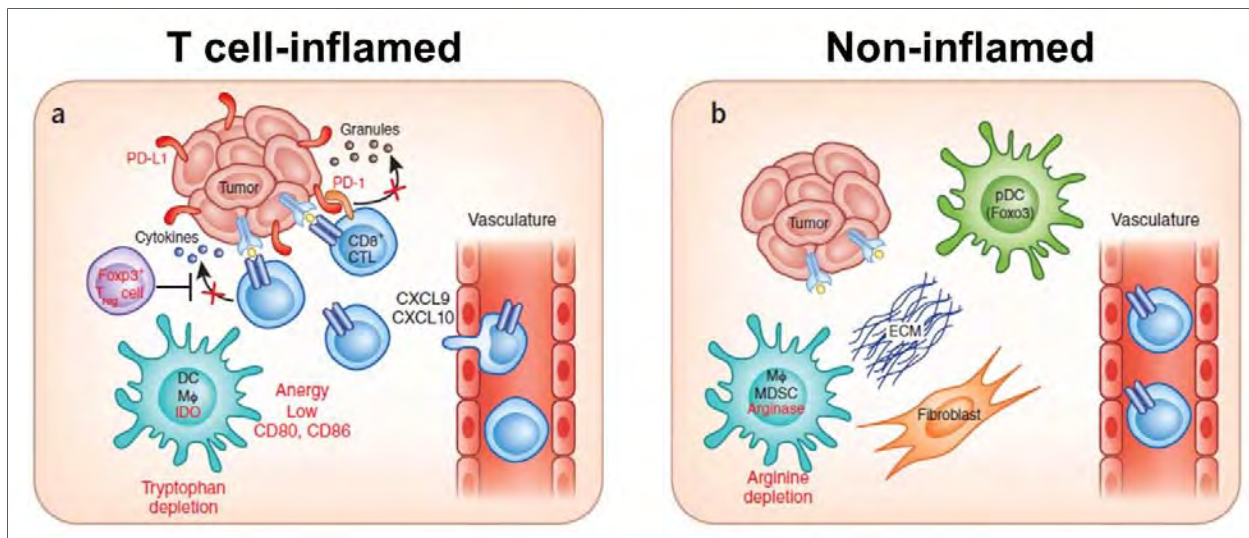 T cell-inflamed
Non-inflamed
a
Granules
PD-L1
PD-1
Tumor
Cytokines
CD8⁺
CTL
Foxp3⁺
Treg cell
Vasculature
CXCL9
CXCL10
DC
Mϕ
IDO
Anergy
Low
CD80, CD86
Tryptophan
depletion
b
pDC
(Foxo3)
Tumor
Vasculature
ECM
Mϕ
MDSC
Arginase
Fibroblast
Arginine
depletion